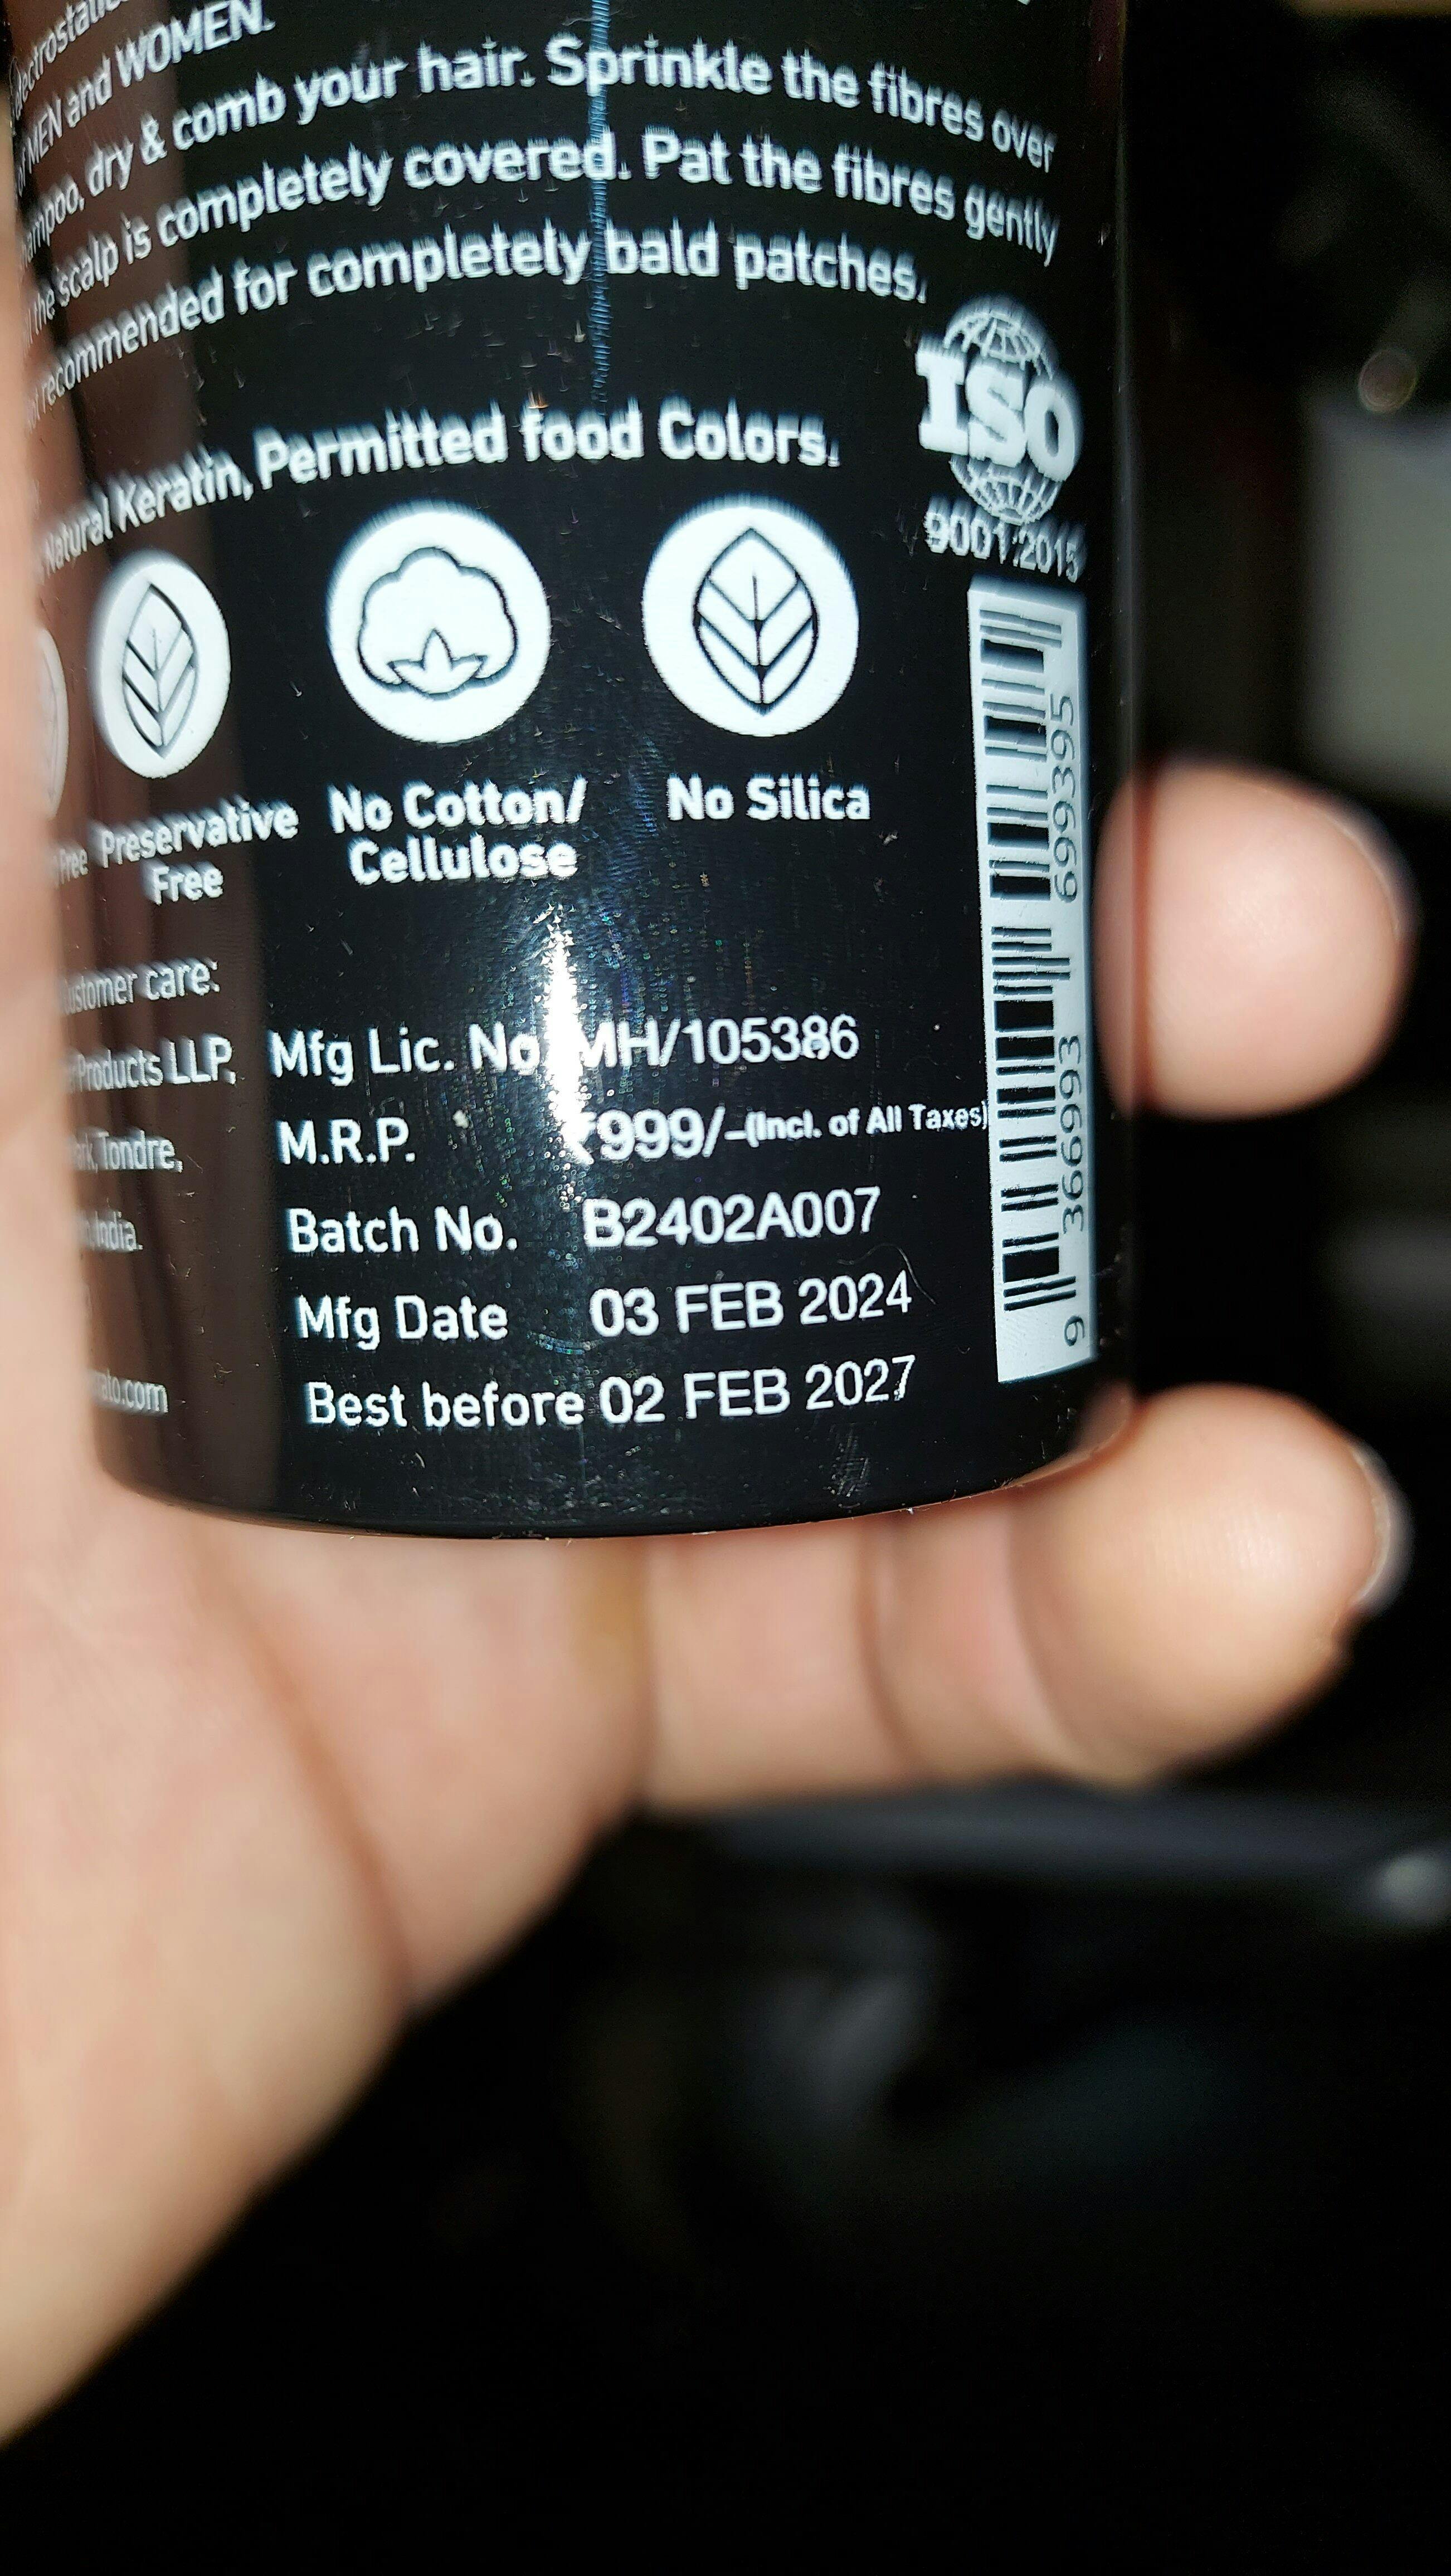 of MEN and WOMEN.
dry & comb your hair. Sprinkle the fibres over
the scalp is completely covered. Pat the fibres gently
recommended for completely bald patches.
Natural Keratin, Permitted food Colors.
ISO
9001:2015
Free
Preservative
Free
No Cotton/
Cellulose
No Silica
customer care:
Products LLP,
Tondre,
India.
Mfg Lic. No. MH/105386
M.R.P. ₹999/-(Incl. of All Taxes)
Batch No. B2402A007
Mfg Date 03 FEB 2024
Best before 02 FEB 2027
9 366993 699395